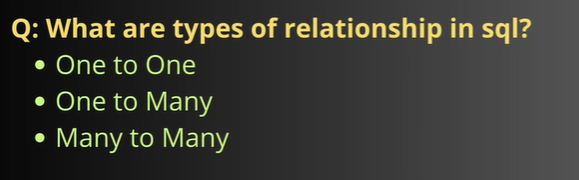 Q: What are types of relationship in sql?
• One to One
• One to Many
• Many to Many